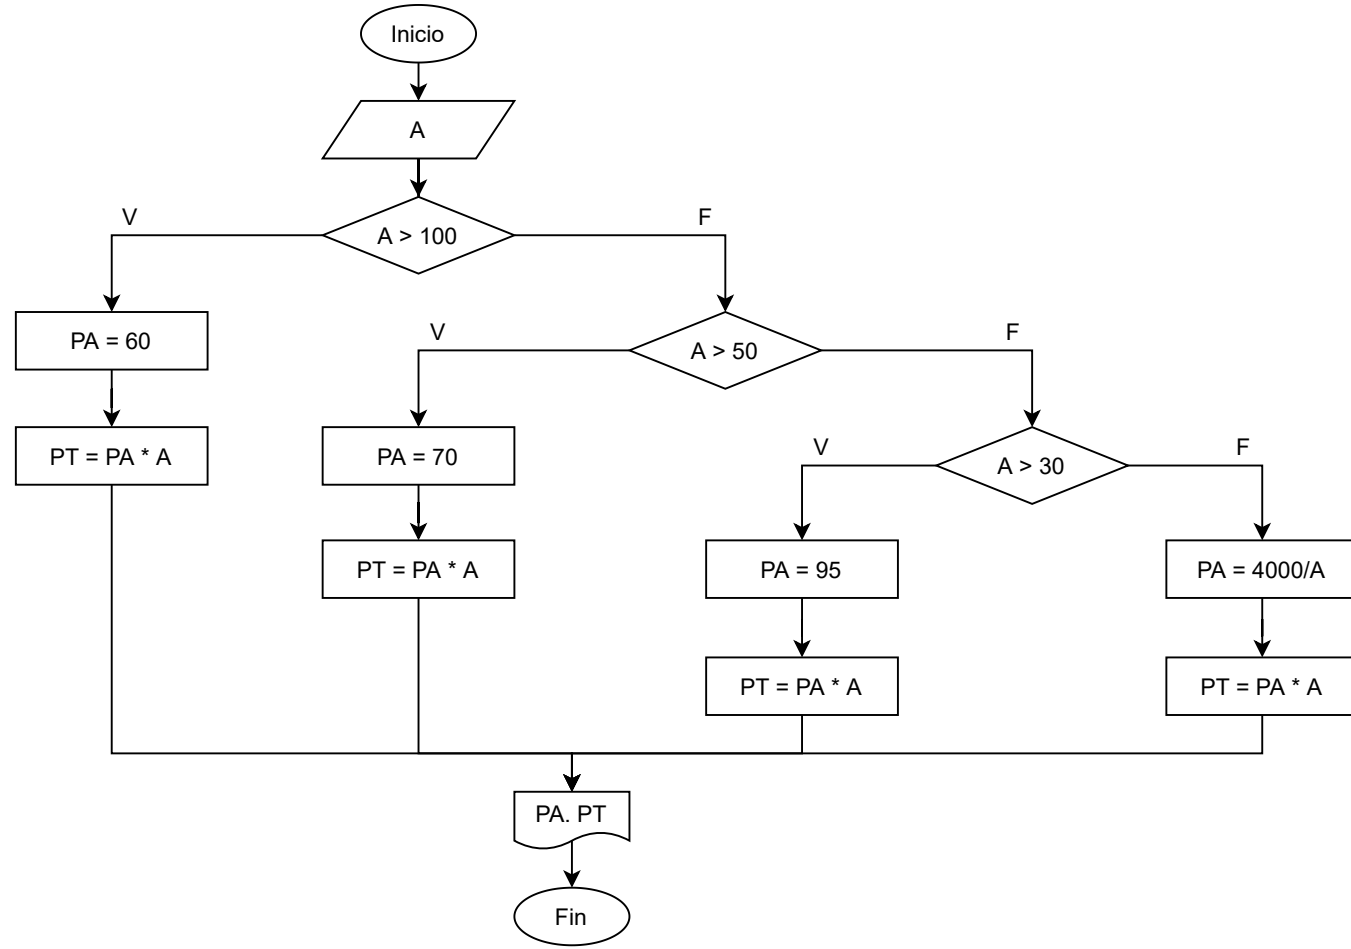 Inicio
A
V
F
A > 100
V
F
PA = 60
A > 50
V
F
PT = PA * A
PA = 70
A > 30
PT = PA * A
PA = 95
PA = 4000/A
PT = PA * A
PT = PA * A
PA. PT
Fin